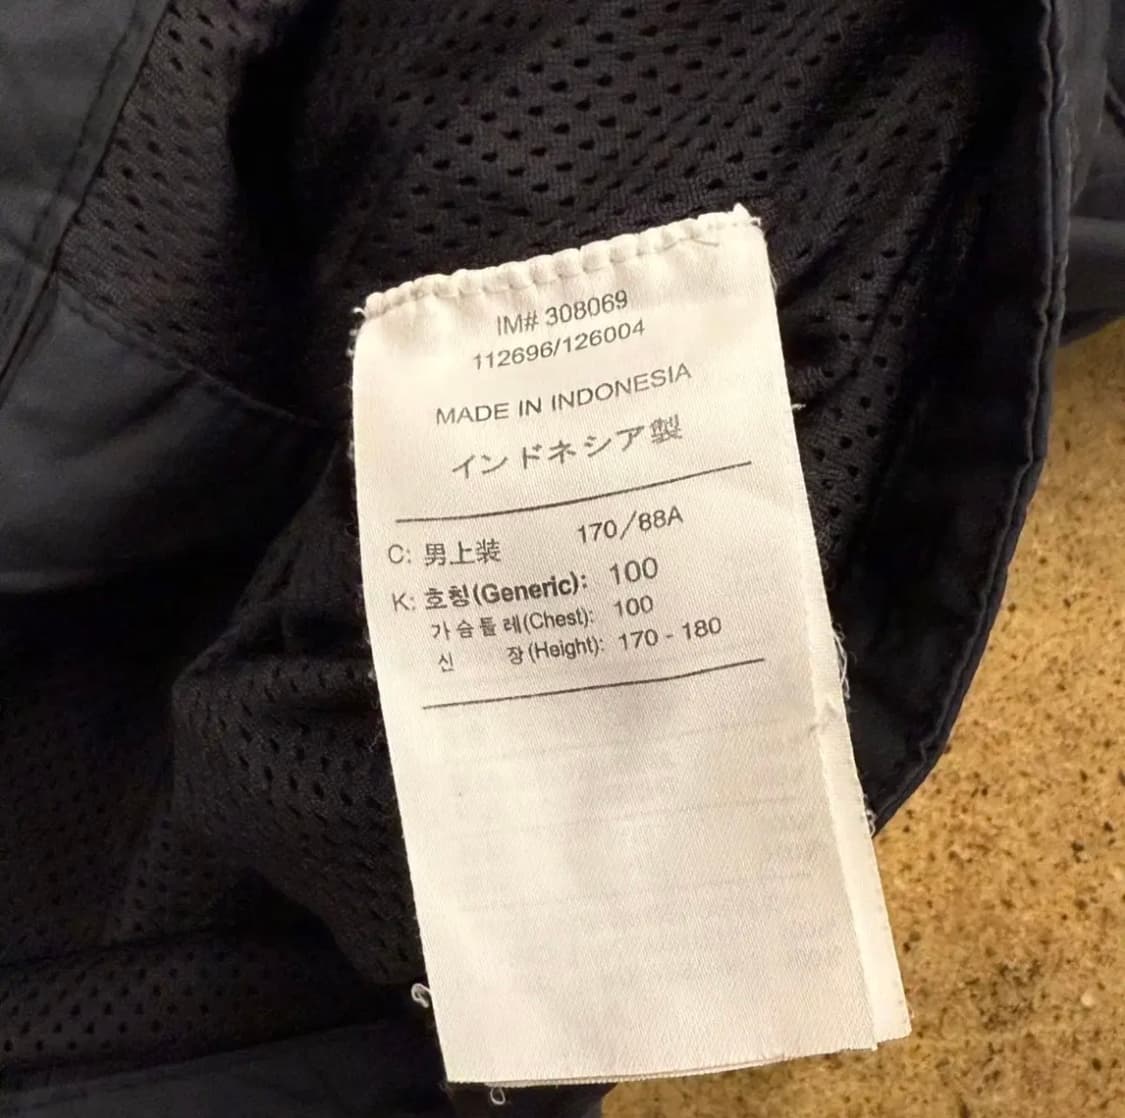 IM# 308069
112696/126004
MADE IN INDONESIA
インドネシア製
C: 男上装 170/88A
K: 호칭(Generic): 100
가슴둘레(Chest): 100
신 장(Height): 170 - 180